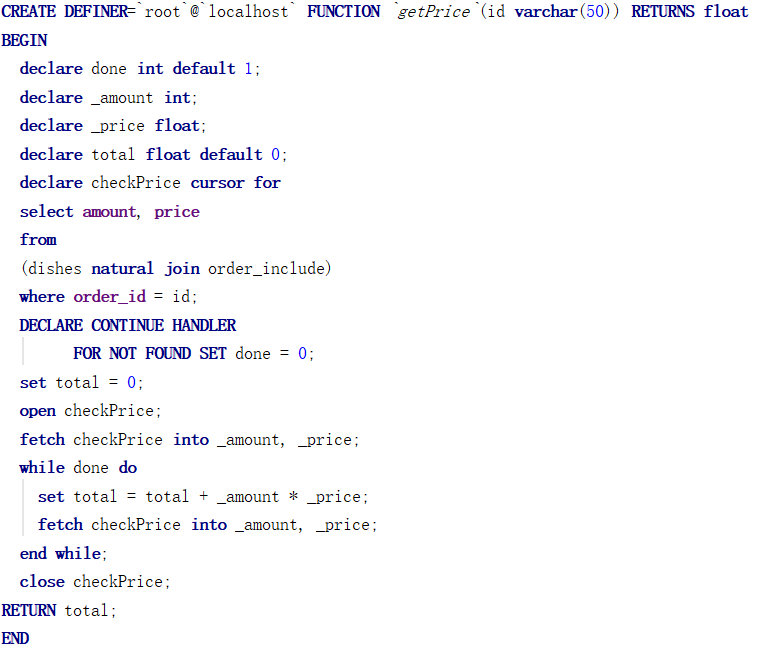 CREATE DEFINER=`root`@`localhost` FUNCTION `getPrice`(id varchar(50)) RETURNS float
BEGIN
declare done int default 1;
declare _amount int;
declare _price float;
declare total float default 0;
declare checkPrice cursor for
select amount, price
from
(dishes natural join order_include)
where order_id = id;
DECLARE CONTINUE HANDLER
FOR NOT FOUND SET done = 0;
set total = 0;
open checkPrice;
fetch checkPrice into _amount, _price;
while done do
set total = total + _amount * _price;
fetch checkPrice into _amount, _price;
end while;
close checkPrice;
RETURN total;
END